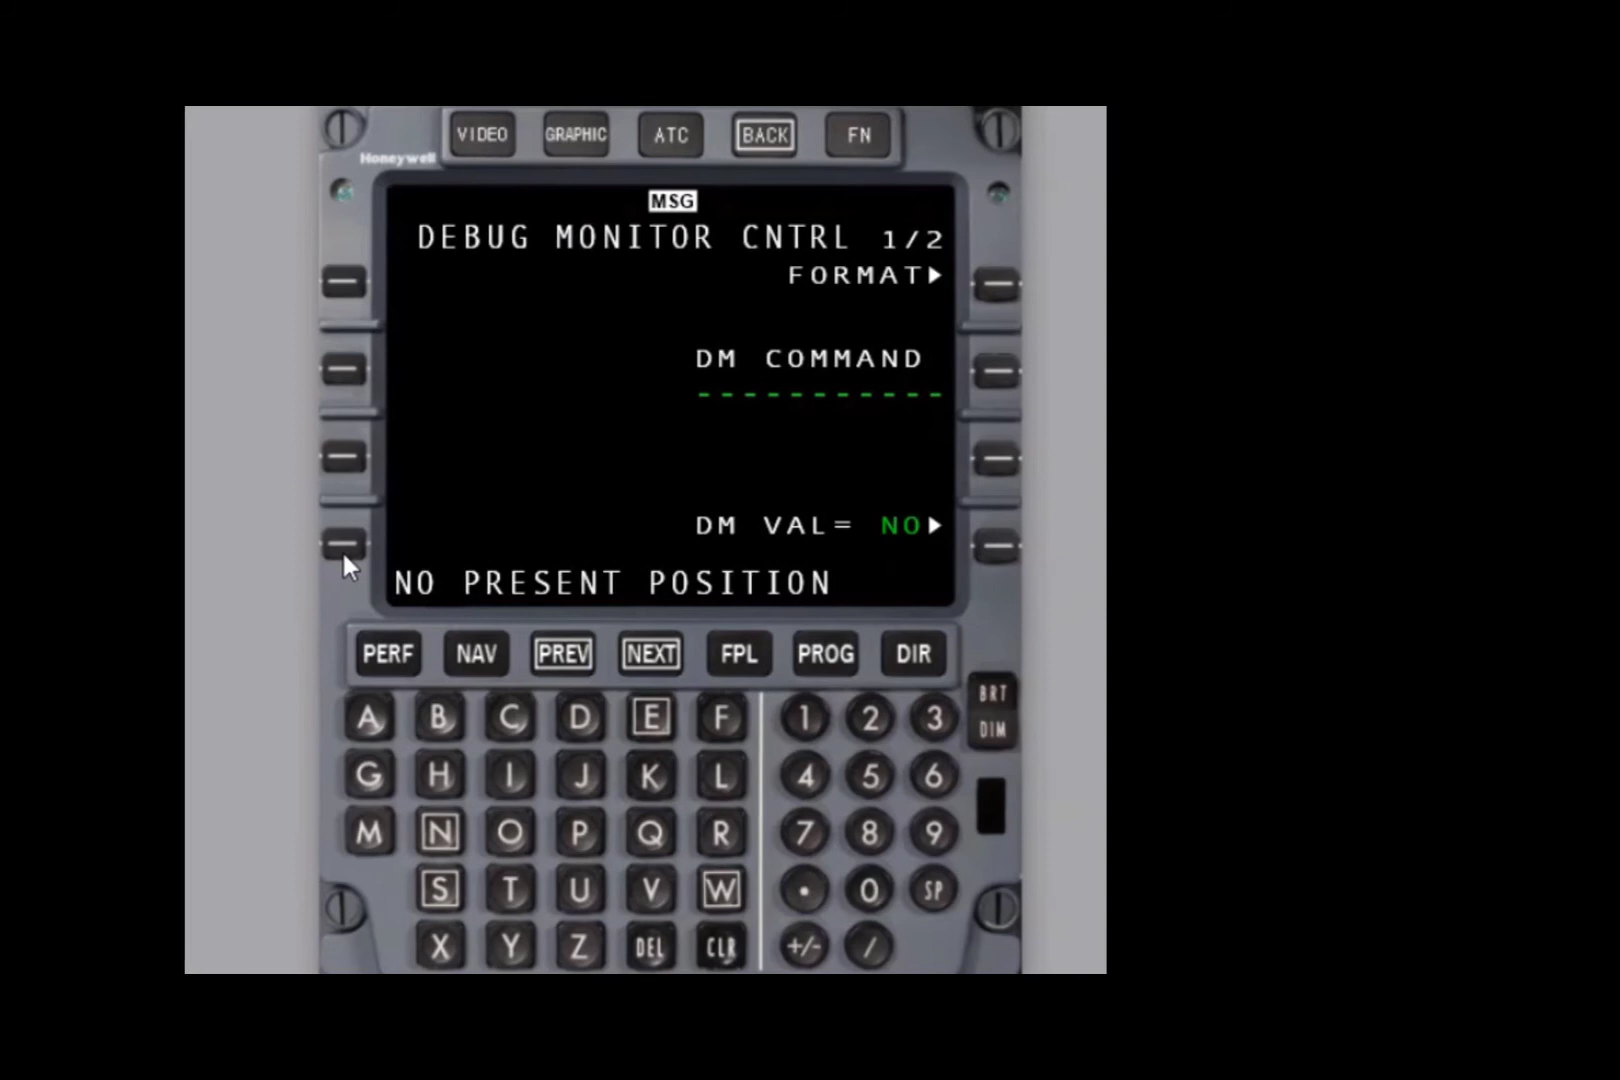 VIDEO GRAPHIC ATC BACK FN
Honeywell
MSG
DEBUG MONITOR CNTRL 1/2
FORMAT▶
DM COMMAND
-----------
DM VAL= NO▶
NO PRESENT POSITION
PERF NAV PREV NEXT FPL PROG DIR
BRT
DIM
A B C D E F 1 2 3
G H I J K L 4 5 6
M N O P Q R 7 8 9
S T U V W • 0 SP
X Y Z DEL CLR +/- /